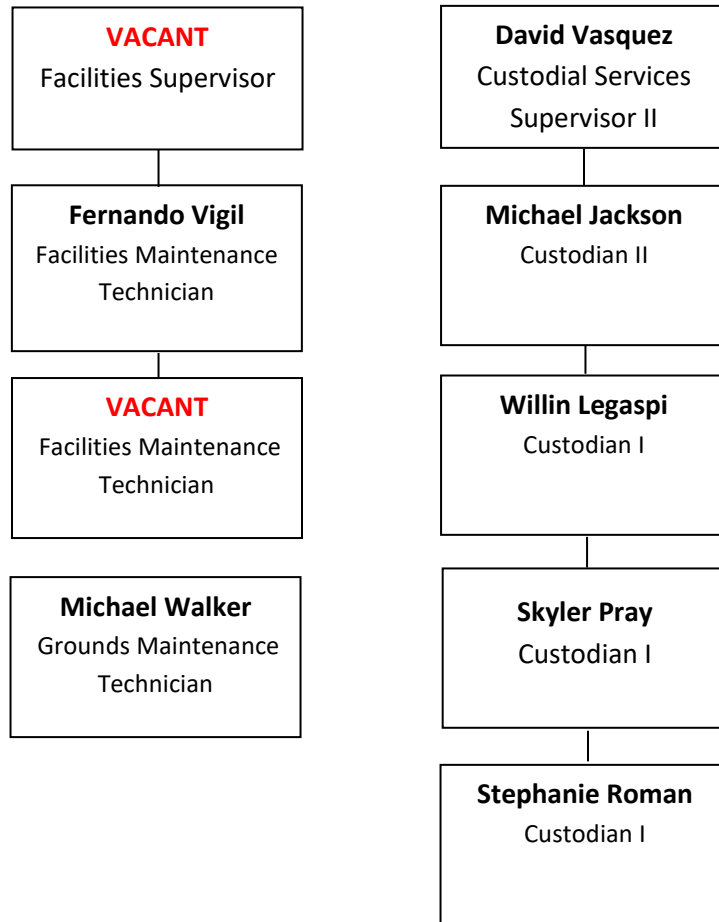 VACANT
Facilities Supervisor
Fernando Vigil
Facilities Maintenance
Technician
VACANT
Facilities Maintenance
Technician
Michael Walker
Grounds Maintenance
Technician
David Vasquez
Custodial Services
Supervisor II
Michael Jackson
Custodian II
Willin Legaspi
Custodian I
Skyler Pray
Custodian I
Stephanie Roman
Custodian I